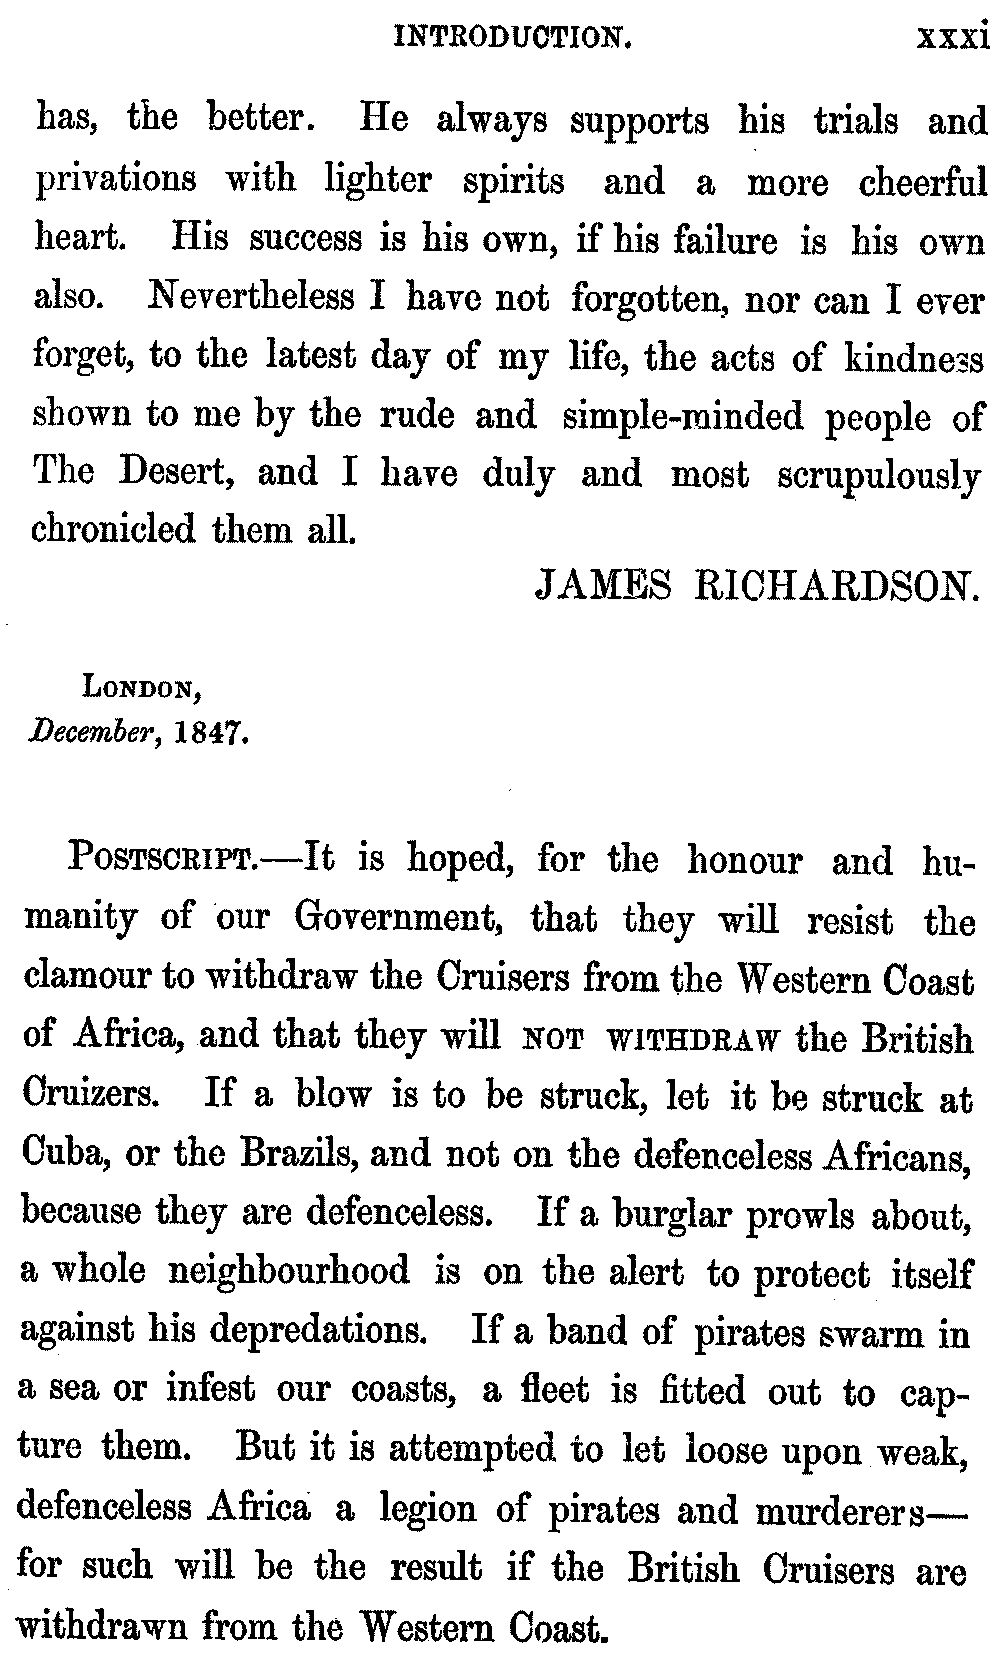 INTRODUCTION. xxxi
has, the better. He always supports his trials and
privations with lighter spirits and a more cheerful
heart. His success is his own, if his failure is his own
also. Nevertheless I have not forgotten, nor can I ever
forget, to the latest day of my life, the acts of kindness
shown to me by the rude and simple-minded people of
The Desert, and I have duly and most scrupulously
chronicled them all.
JAMES RICHARDSON.
London,
December, 1847.
Postscript.—It is hoped, for the honour and hu-
manity of our Government, that they will resist the
clamour to withdraw the Cruisers from the Western Coast
of Africa, and that they will NOT WITHDRAW the British
Cruizers. If a blow is to be struck, let it be struck at
Cuba, or the Brazils, and not on the defenceless Africans,
because they are defenceless. If a burglar prowls about,
a whole neighbourhood is on the alert to protect itself
against his depredations. If a band of pirates swarm in
a sea or infest our coasts, a fleet is fitted out to cap-
ture them. But it is attempted to let loose upon weak,
defenceless Africa a legion of pirates and murderers—
for such will be the result if the British Cruisers are
withdrawn from the Western Coast.